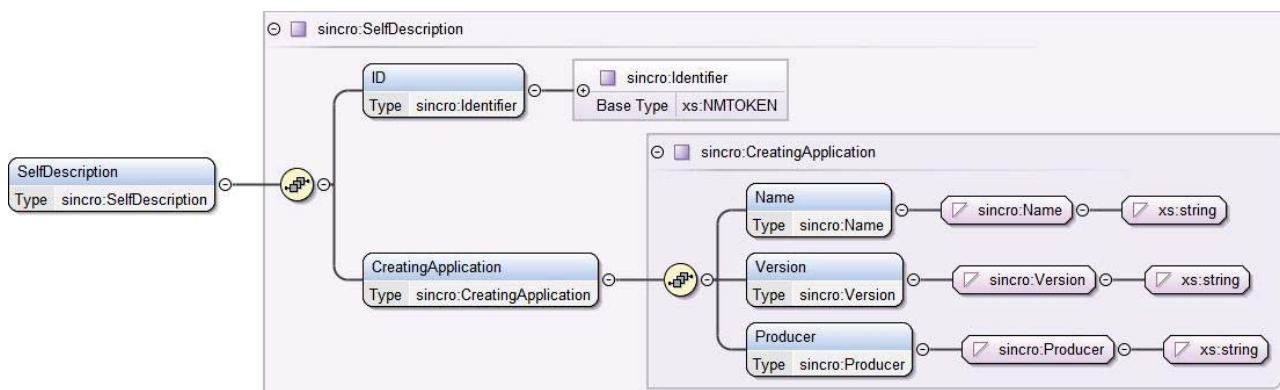 sincro:SelfDescription
ID
Type sincro:Identifier
sincro:Identifier
Base Type xs:NMTOKEN
SelfDescription
Type sincro:SelfDescription
sincro:CreatingApplication
Name
Type sincro:Name
sincro:Name
xs:string
CreatingApplication
Type sincro:CreatingApplication
Version
Type sincro:Version
sincro:Version
xs:string
Producer
Type sincro:Producer
sincro:Producer
xs:string